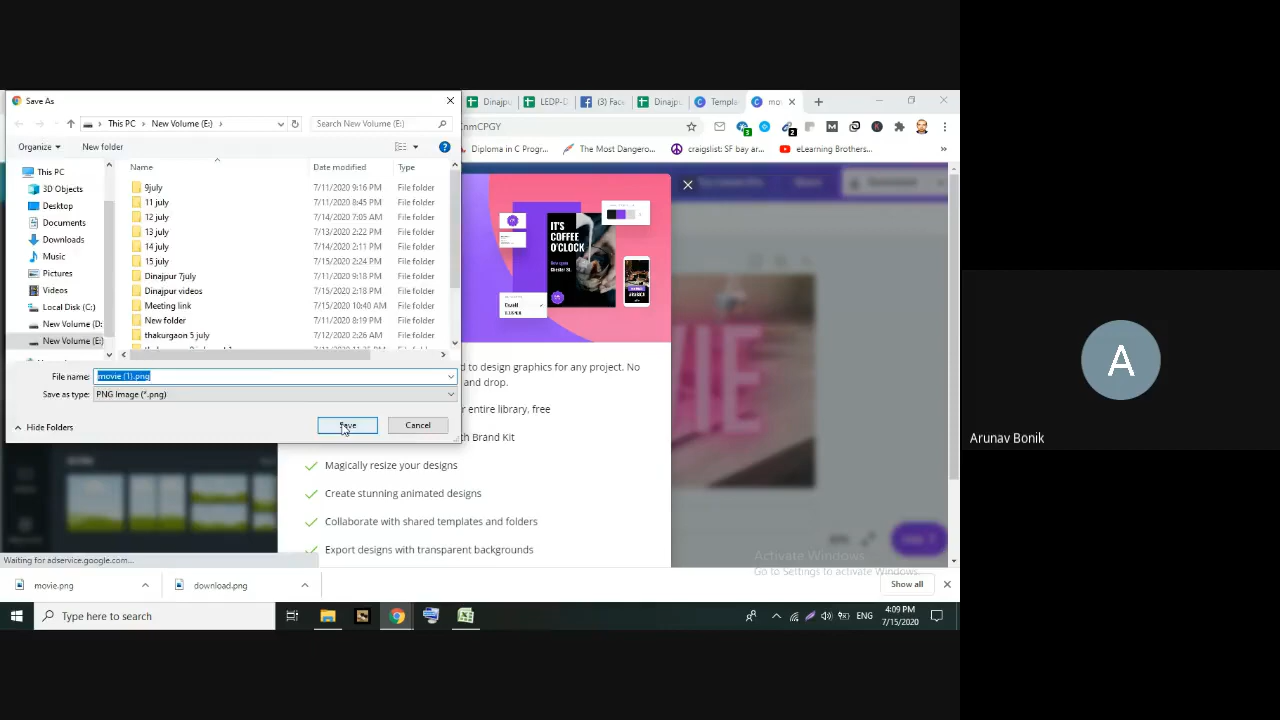 Save As
Dinajpu
LEDP-D
(3) Face
Dinajpu
Templa
mo
This PC
New Volume (E:)
Search New Volume (E:)
nmCPGY
Organize
New folder
Diploma in C Progr...
The Most Dangero...
craigslist: SF bay ar...
eLearning Brothers...
Name
Date modified
Type
This PC
3D Objects
Desktop
Documents
Downloads
Music
Pictures
Videos
Local Disk (C:)
New Volume (D:
New Volume (E:)
9july 7/11/2020 9:16 PM File folder
11 july 7/11/2020 8:45 PM File folder
12 july 7/14/2020 7:05 AM File folder
13 july 7/13/2020 2:22 PM File folder
14 july 7/14/2020 2:11 PM File folder
15 july 7/15/2020 2:24 PM File folder
Dinajpur 7july 7/11/2020 9:18 PM File folder
Dinajpur videos 7/15/2020 2:18 PM File folder
Meeting link 7/15/2020 10:40 AM File folder
New folder 7/11/2020 8:19 PM File folder
thakurgaon 5 july 7/12/2020 2:26 AM File folder
File name: movie (1).png
Save as type: PNG Image (*.png)
Hide Folders
Save
Cancel
IT'S
COFFEE
O'CLOCK
d to design graphics for any project. No
and drop.
r entire library, free
th Brand Kit
Magically resize your designs
Create stunning animated designs
Collaborate with shared templates and folders
Export designs with transparent backgrounds
Waiting for adservice.google.com...
Activate Windows
Go to Settings to activate Windows.
movie.png
download.png
Show all
Type here to search
ENG
4:09 PM
7/15/2020
A
Arunav Bonik